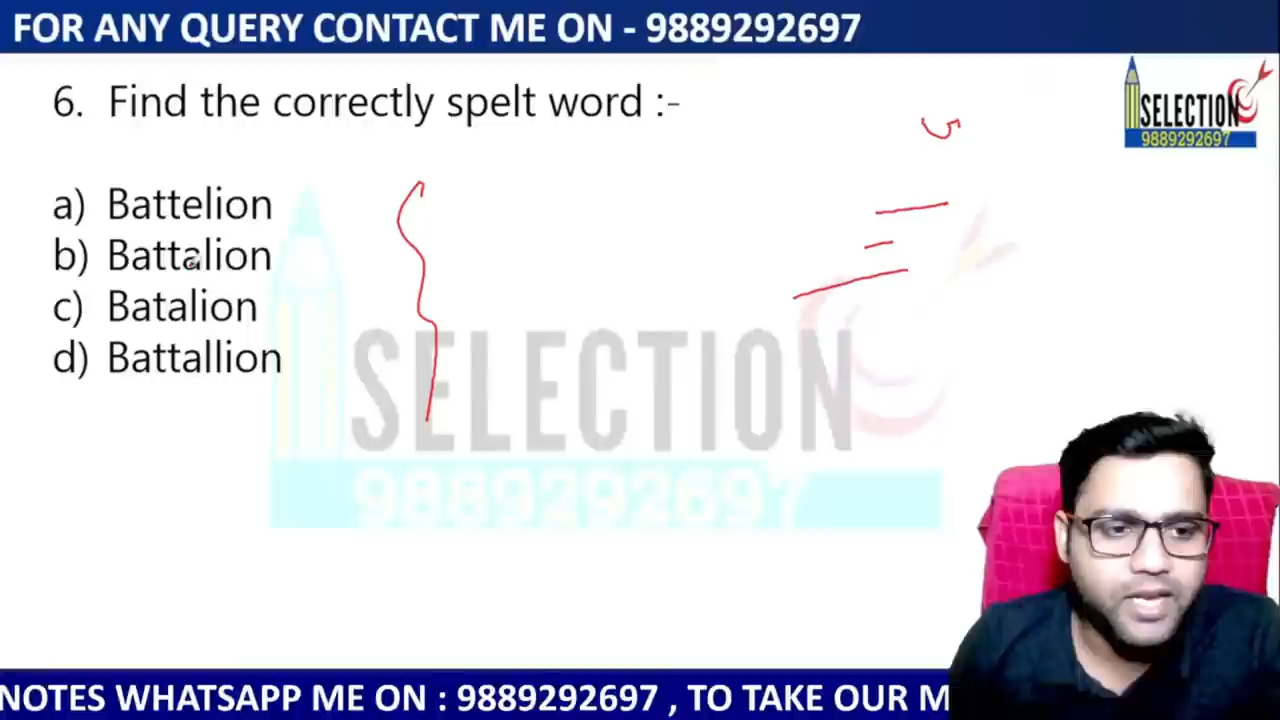 FOR ANY QUERY CONTACT ME ON - 9889292697
SELECTION
9889292697
6. Find the correctly spelt word :-
a) Battelion
b) Battalion
c) Batalion
d) Battallion
SELECTION
9889292697
NOTES WHATSAPP ME ON : 9889292697 , TO TAKE OUR M